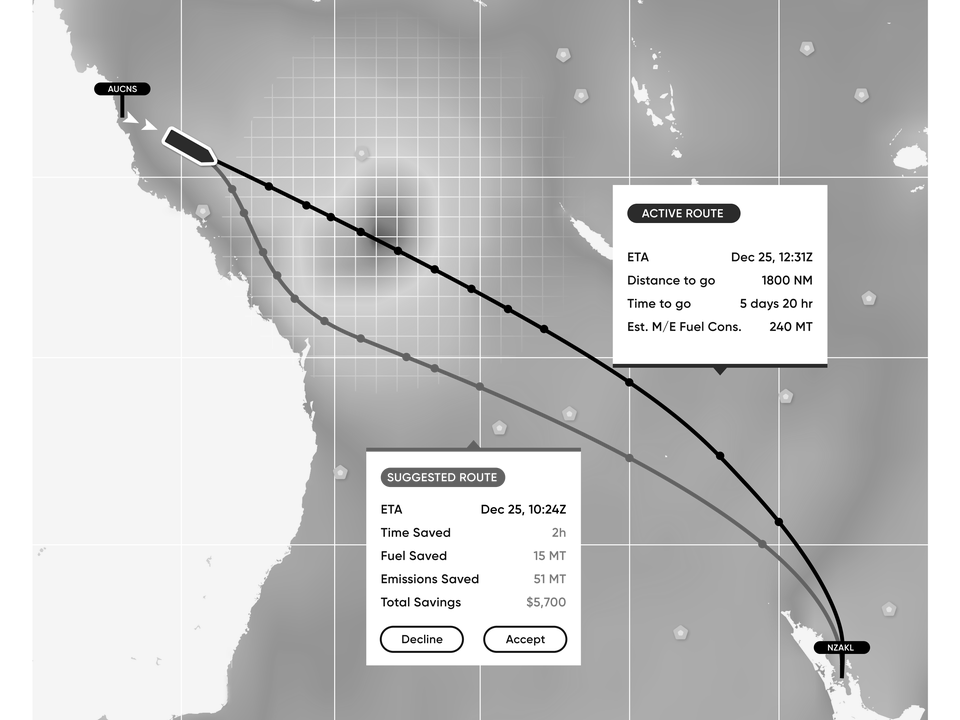 AUCNS
ACTIVE ROUTE
ETA Dec 25, 12:31Z
Distance to go 1800 NM
Time to go 5 days 20 hr
Est. M/E Fuel Cons. 240 MT
SUGGESTED ROUTE
ETA Dec 25, 10:24Z
Time Saved 2h
Fuel Saved 15 MT
Emissions Saved 51 MT
Total Savings $5,700
Decline Accept
NZAKL